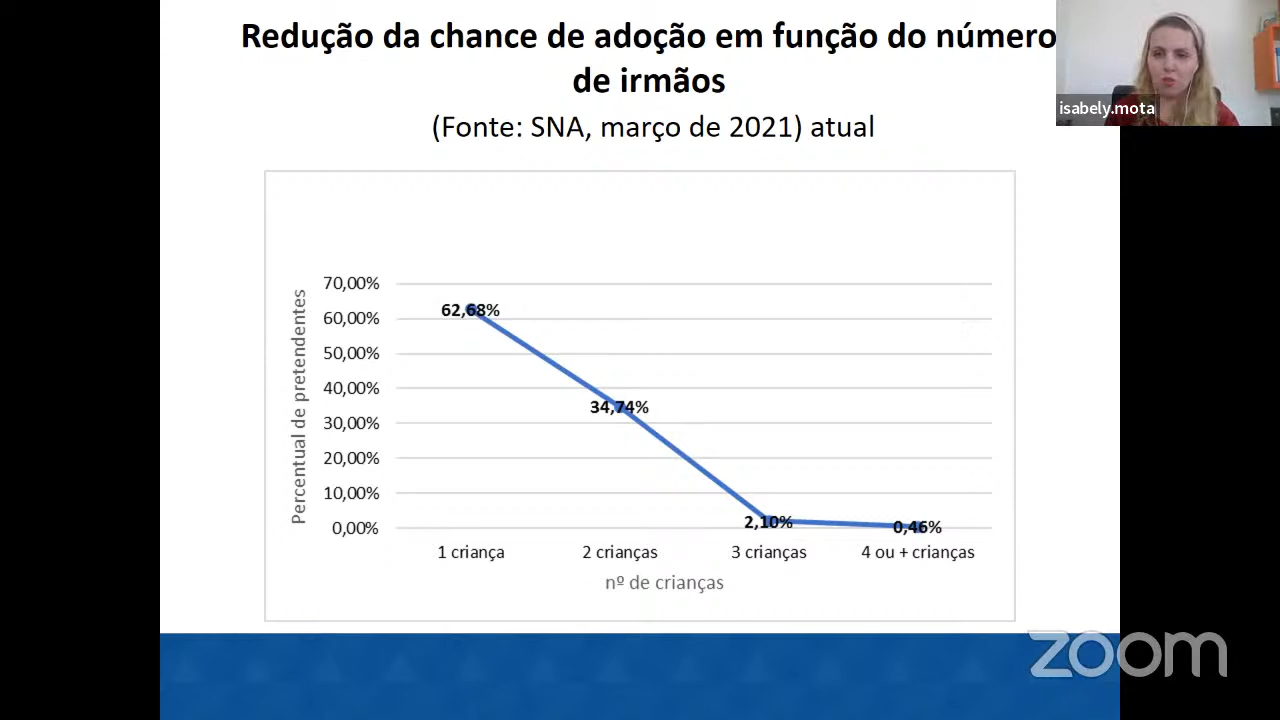 Redução da chance de adoção em função do número
de irmãos
(Fonte: SNA, março de 2021) atual
isabely.mota
Percentual de pretendentes
70,00%
60,00%
50,00%
40,00%
30,00%
20,00%
10,00%
0,00%
62,68%
34,74%
2,10%
0,46%
1 criança
2 crianças
3 crianças
4 ou + crianças
nº de crianças
zoom